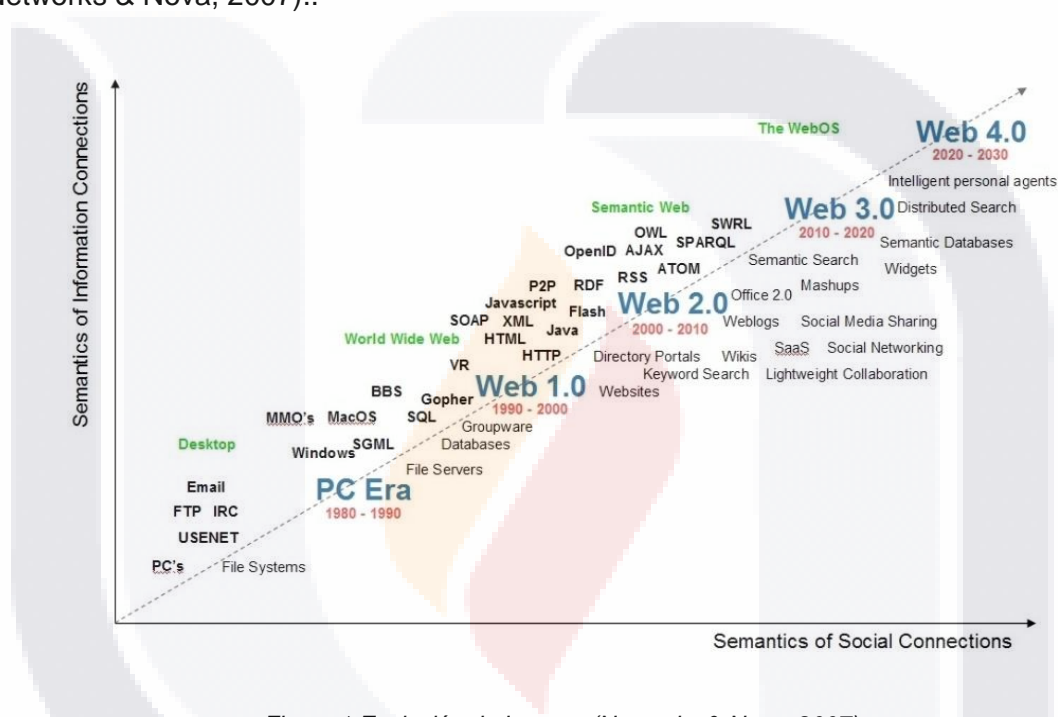 Networks & Nova, 2007)..
Semantics of Information Connections
The WebOS
Web 4.0
2020 - 2030
Intelligent personal agents
Semantic Web
Web 3.0
Distributed Search
2010 - 2020
SWRL
OWL
SPARQL
Semantic Databases
OpenID
AJAX
Semantic Search
Widgets
ATOM
RSS
P2P
RDF
Mashups
Office 2.0
Javascript
Web 2.0
Flash
2000 - 2010
Weblogs
Social Media Sharing
SOAP
XML
Java
World Wide Web
HTML
HTTP
Directory Portals
Wikis
SaaS
Social Networking
VR
Keyword Search
Lightweight Collaboration
Web 1.0
Websites
1990 - 2000
BBS
Gopher
MMO's
MacOS
SQL
Groupware
Desktop
SGML
Databases
Windows
File Servers
Email
PC Era
1980 - 1990
FTP
IRC
USENET
PC's
File Systems
Semantics of Social Connections